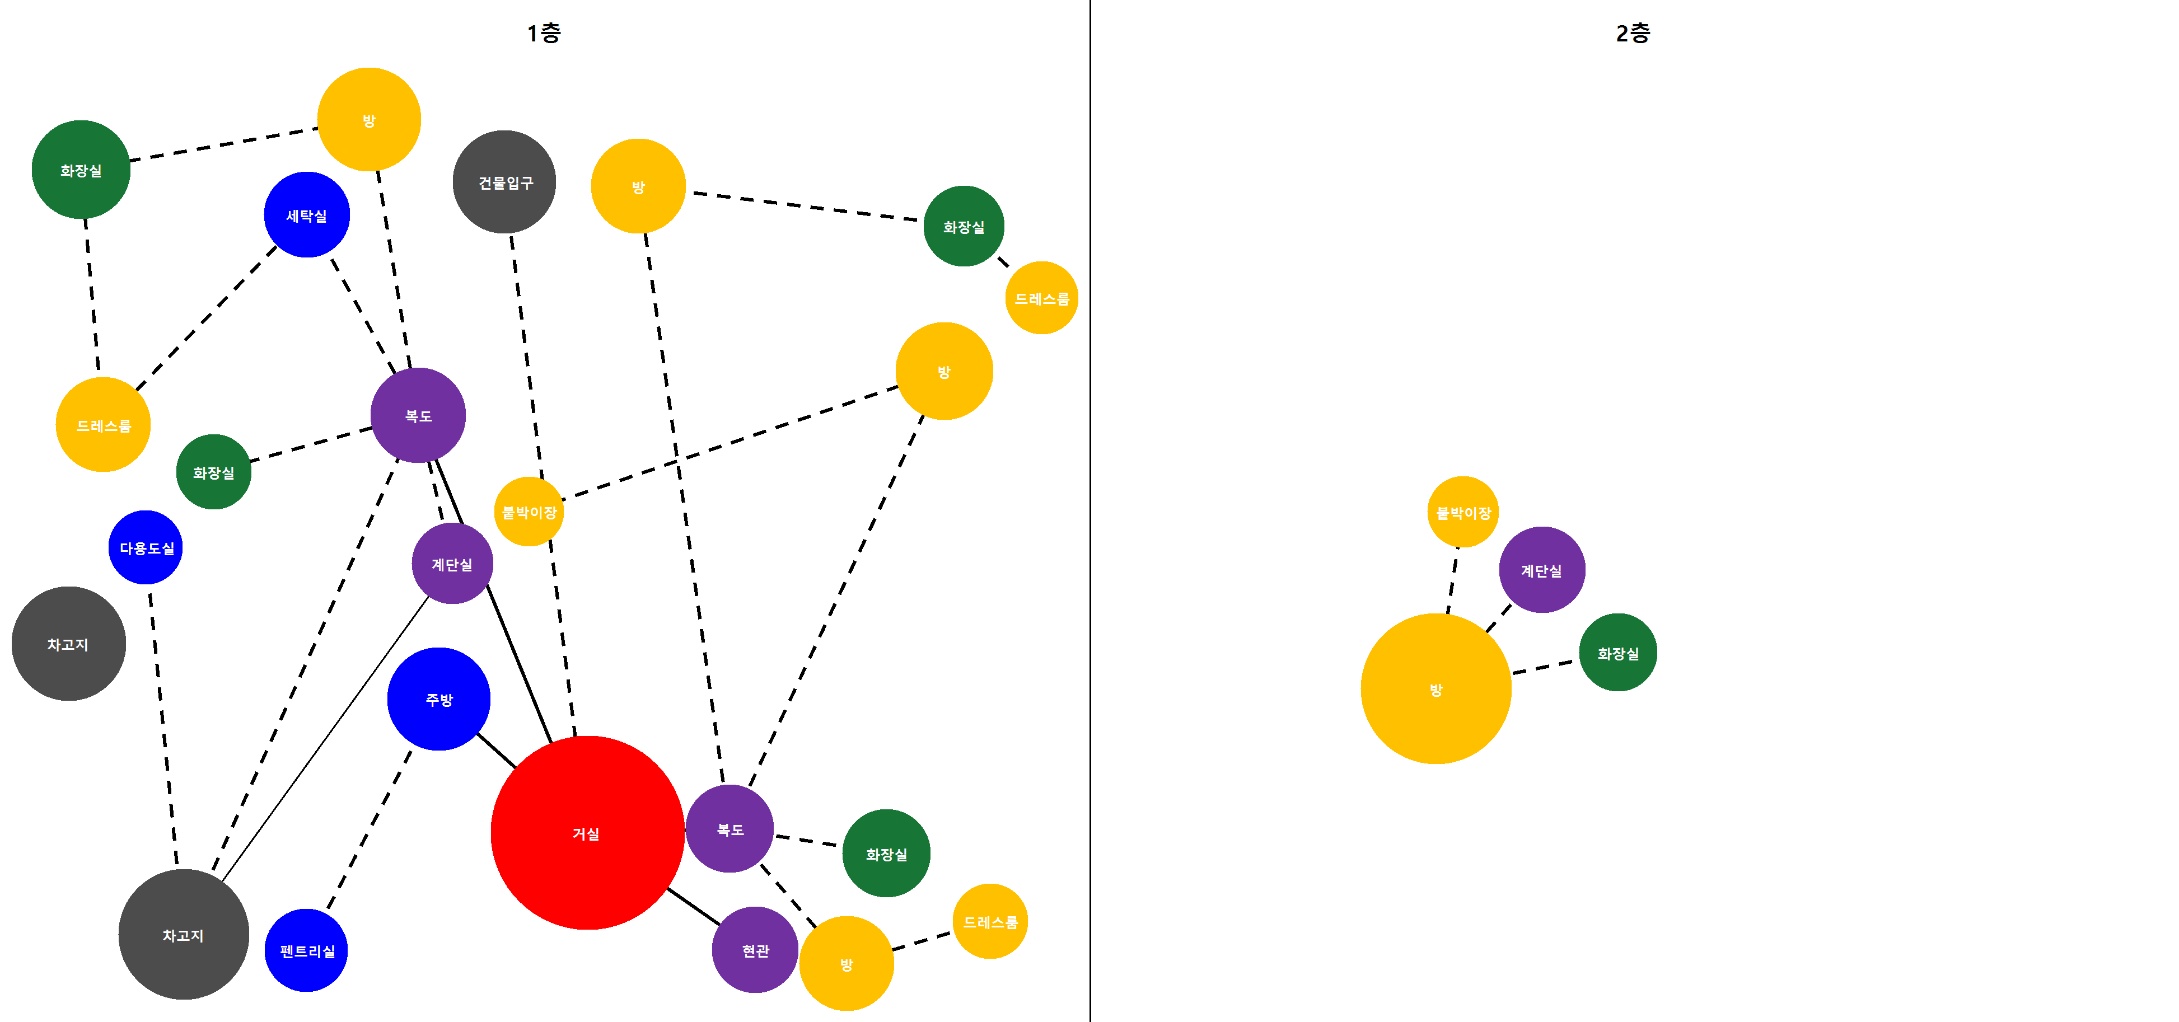 1층
방
건물입구
화장실
방
세탁실
화장실
드레스룸
방
복도
드레스룸
화장실
붙박이장
다용도실
계단실
차고지
주방
거실
복도
화장실
드레스룸
차고지
펜트리실
현관
방
2층
붙박이장
계단실
화장실
방